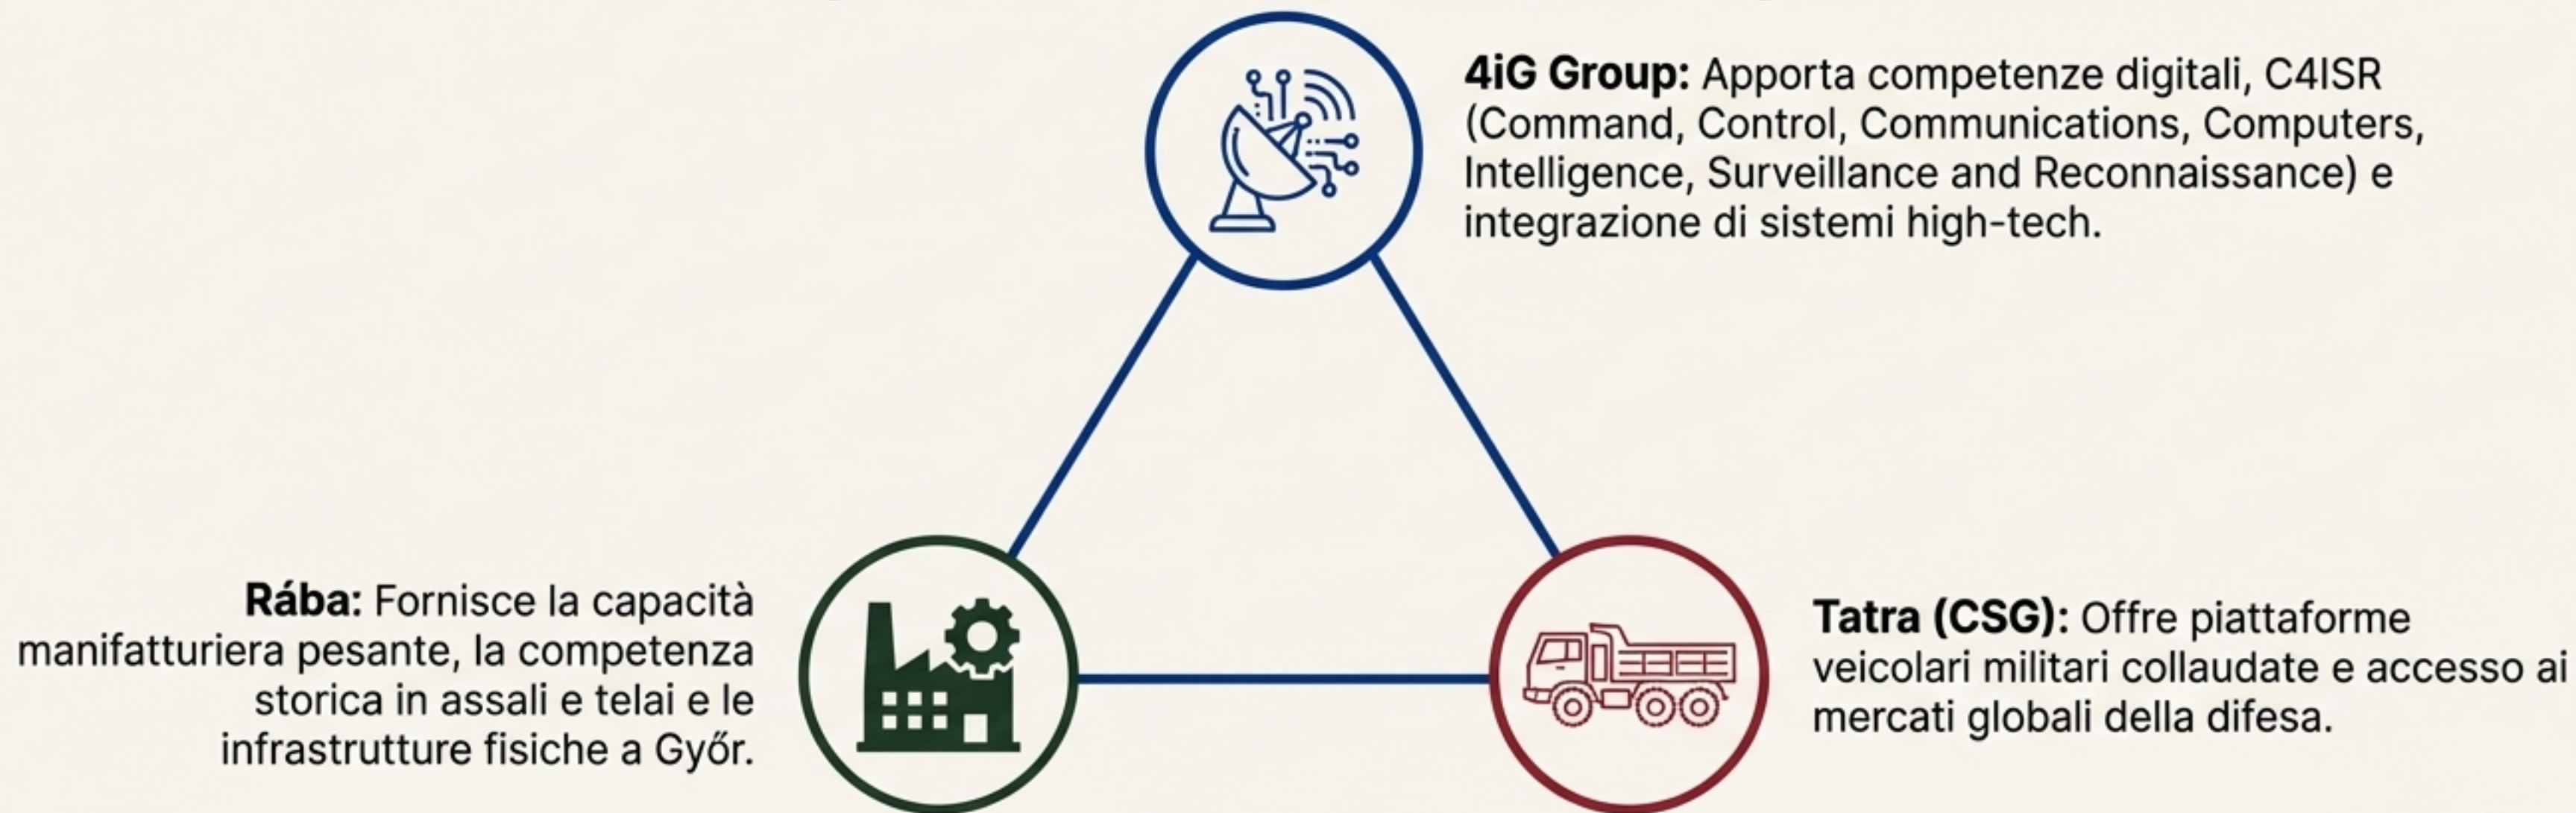 4iG Group: Apporta competenze digitali, C4ISR
(Command, Control, Communications, Computers,
Intelligence, Surveillance and Reconnaissance) e
integrazione di sistemi high-tech.
Rába: Fornisce la capacità
manifatturiera pesante, la competenza
storica in assali e telai e le
infrastrutture fisiche a Győr.
Tatra (CSG): Offre piattaforme
veicolari militari collaudate e accesso ai
mercati globali della difesa.